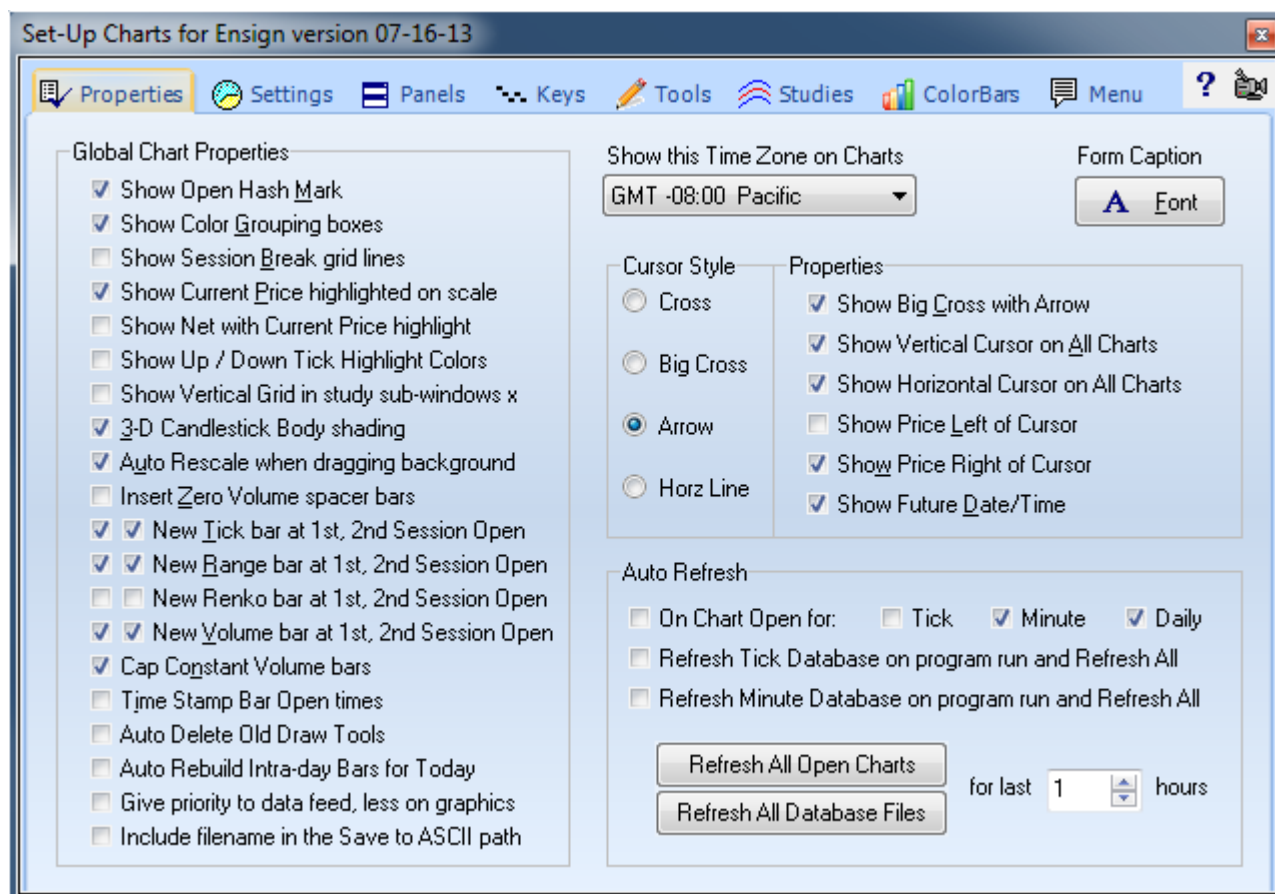 Set-Up Charts for Ensign version 07-16-13
Properties Settings Panels Keys Tools Studies ColorBars Menu ?
Global Chart Properties
Show Open Hash Mark
Show Color Grouping boxes
Show Session Break grid lines
Show Current Price highlighted on scale
Show Net with Current Price highlight
Show Up / Down Tick Highlight Colors
Show Vertical Grid in study sub-windows x
3-D Candlestick Body shading
Auto Rescale when dragging background
Insert Zero Volume spacer bars
New Tick bar at 1st, 2nd Session Open
New Range bar at 1st, 2nd Session Open
New Renko bar at 1st, 2nd Session Open
New Volume bar at 1st, 2nd Session Open
Cap Constant Volume bars
Time Stamp Bar Open times
Auto Delete Old Draw Tools
Auto Rebuild Intra-day Bars for Today
Give priority to data feed, less on graphics
Include filename in the Save to ASCII path
Show this Time Zone on Charts
GMT -08:00 Pacific
Form Caption
A Font
Cursor Style
Cross
Big Cross
Arrow
Horz Line
Properties
Show Big Cross with Arrow
Show Vertical Cursor on All Charts
Show Horizontal Cursor on All Charts
Show Price Left of Cursor
Show Price Right of Cursor
Show Future Date/Time
Auto Refresh
On Chart Open for: Tick Minute Daily
Refresh Tick Database on program run and Refresh All
Refresh Minute Database on program run and Refresh All
Refresh All Open Charts
Refresh All Database Files
for last 1 hours